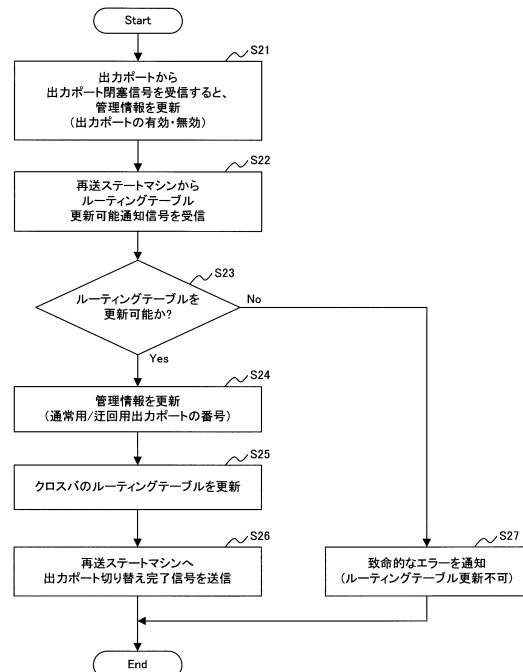 Start
S21
出力ポートから
出力ポート閉塞信号を受信すると、
管理情報を更新
(出力ポートの有効・無効)
S22
再送ステートマシンから
ルーティングテーブル
更新可能通知信号を受信
S23
ルーティングテーブルを
更新可能か?
No
Yes
S24
管理情報を更新
(通常用/迂回用出力ポートの番号)
S25
クロスバのルーティングテーブルを更新
S26
再送ステートマシンへ
出力ポート切り替え完了信号を送信
S27
致命的なエラーを通知
(ルーティングテーブル更新不可)
End